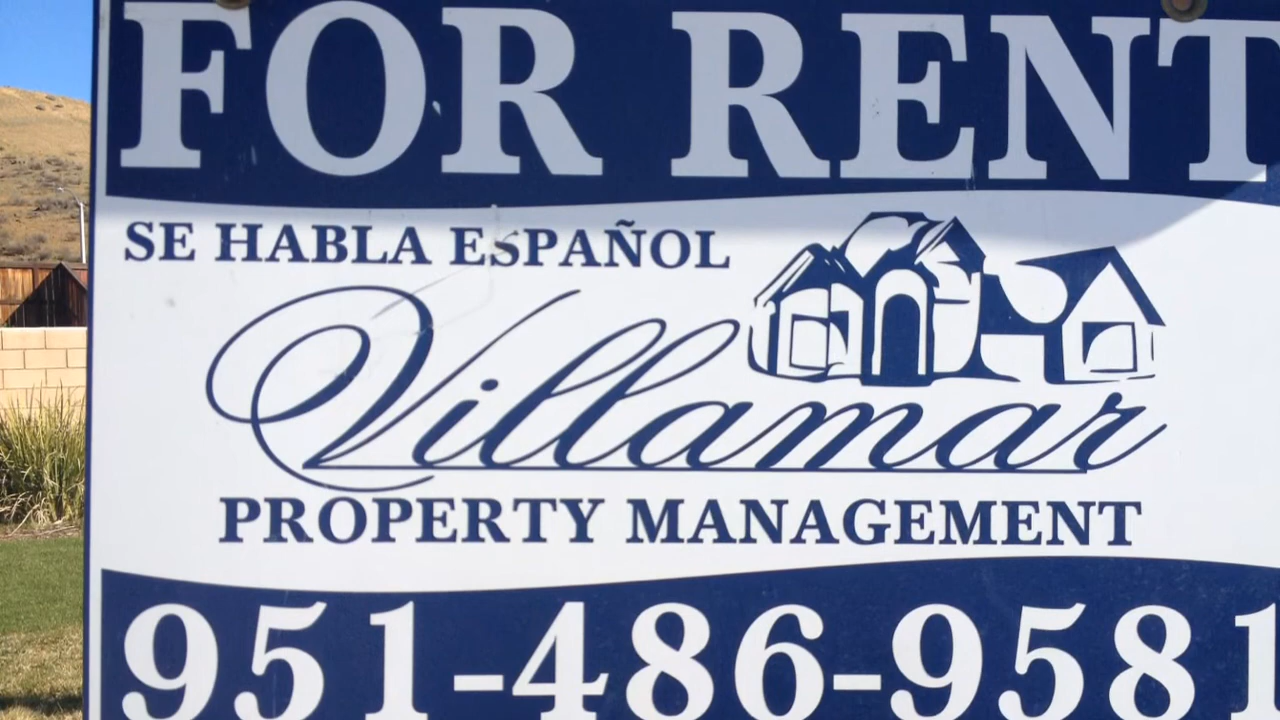 FOR RENT
SE HABLA ESPAÑOL
Villamar
PROPERTY MANAGEMENT
951-486-9581